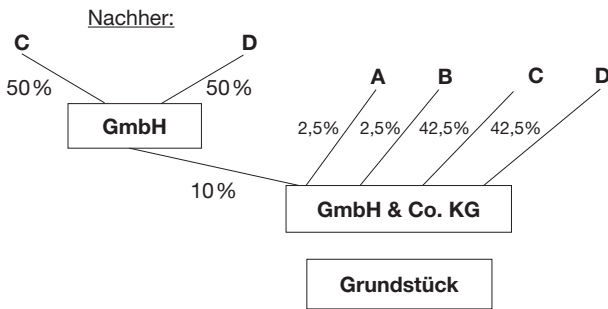 Nachher:
C D
50 % 50 %
GmbH
A B C D
2,5% 2,5% 42,5% 42,5%
10 %
GmbH & Co. KG
Grundstück